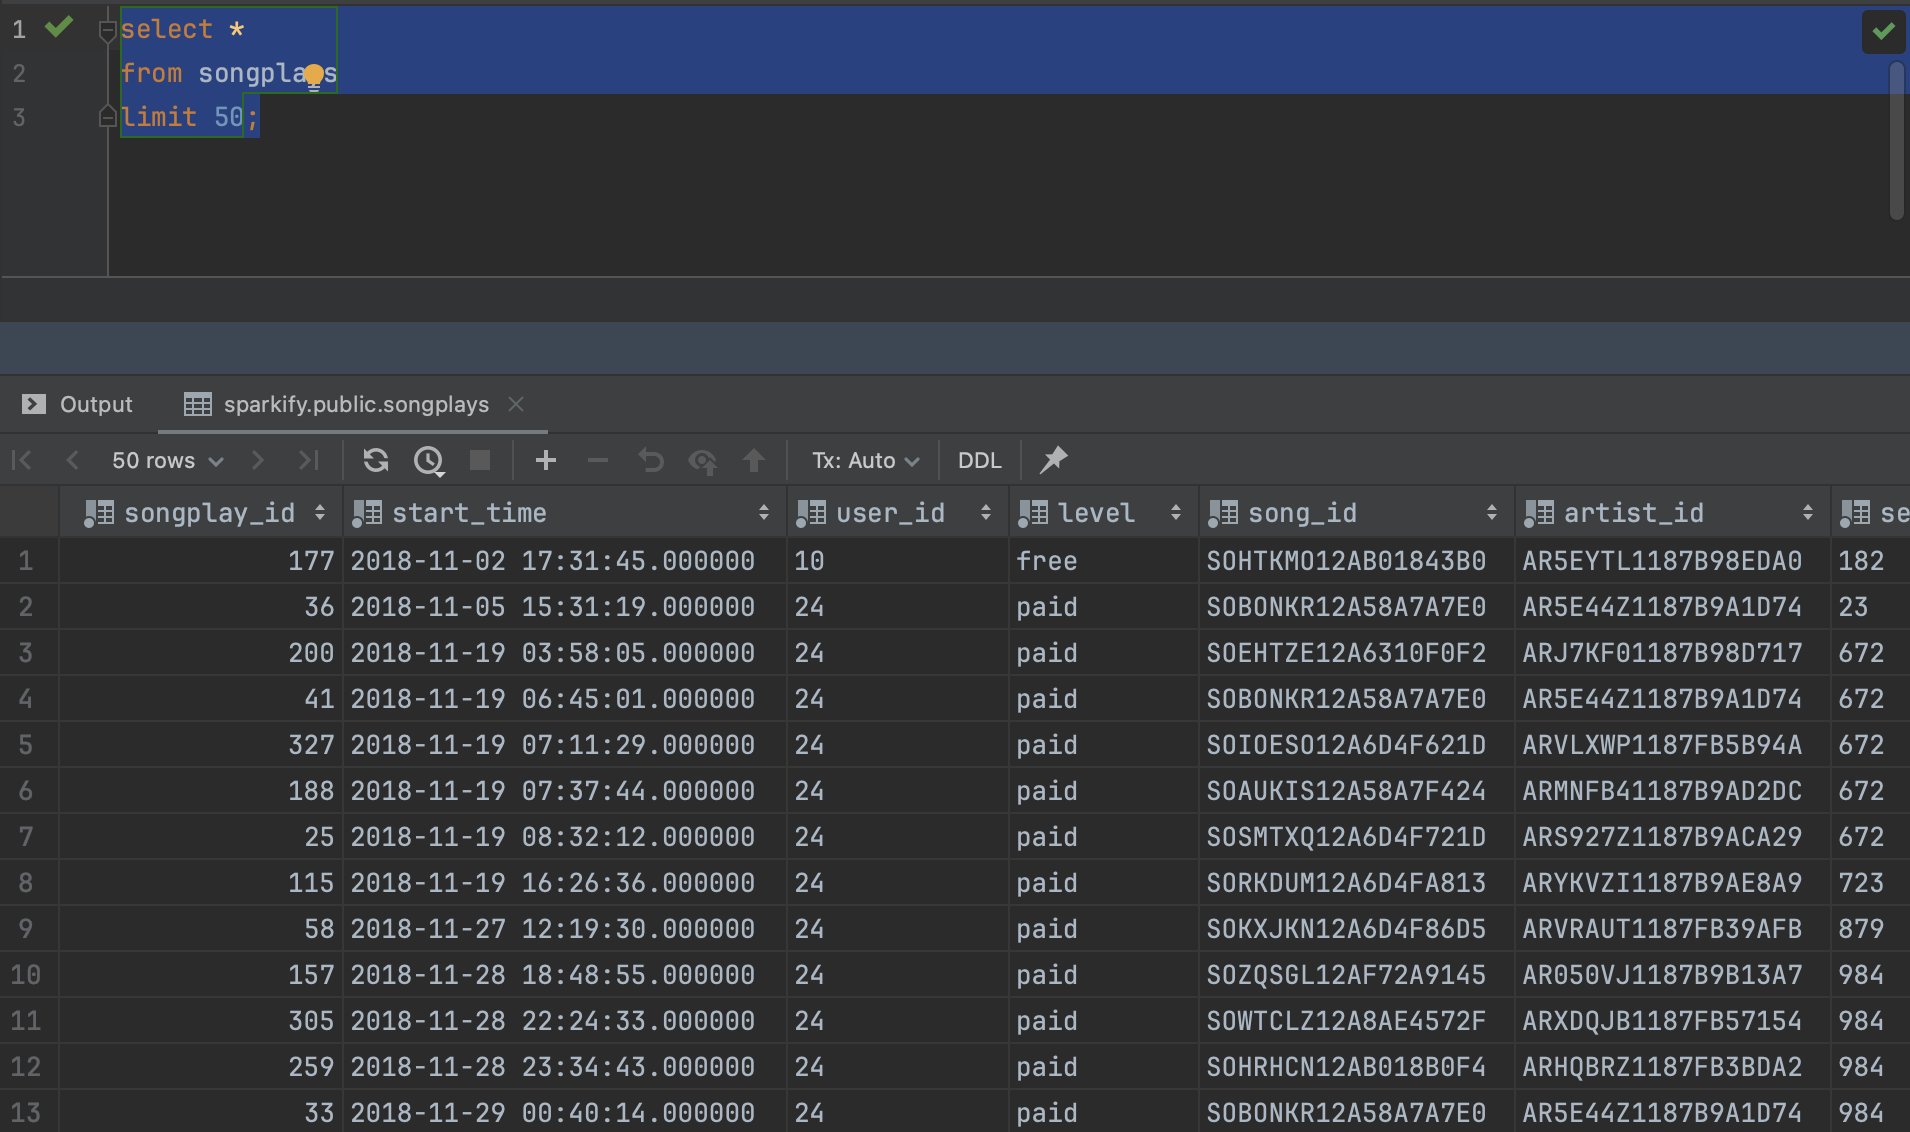 1 select *
2 from songplays
3 limit 50;
Output sparkify.public.songplays
50 rows Tx: Auto DDL
songplay_id start_time user_id level song_id artist_id se
1 177 2018-11-02 17:31:45.000000 10 free SOHTKMO12AB01843B0 AR5EYTL1187B98EDA0 182
2 36 2018-11-05 15:31:19.000000 24 paid SOBONKR12A58A7A7E0 AR5E44Z1187B9A1D74 23
3 200 2018-11-19 03:58:05.000000 24 paid SOEHTZE12A6310F0F2 ARJ7KF01187B98D717 672
4 41 2018-11-19 06:45:01.000000 24 paid SOBONKR12A58A7A7E0 AR5E44Z1187B9A1D74 672
5 327 2018-11-19 07:11:29.000000 24 paid SOIOESO12A6D4F621D ARVLXWP1187FB5B94A 672
6 188 2018-11-19 07:37:44.000000 24 paid SOAUKIS12A58A7F424 ARMNFB41187B9AD2DC 672
7 25 2018-11-19 08:32:12.000000 24 paid SOSMTXQ12A6D4F721D ARS927Z1187B9ACA29 672
8 115 2018-11-19 16:26:36.000000 24 paid SORKDUM12A6D4FA813 ARYKVZI1187B9AE8A9 723
9 58 2018-11-27 12:19:30.000000 24 paid SOKXJKN12A6D4F86D5 ARVRAUT1187FB39AFB 879
10 157 2018-11-28 18:48:55.000000 24 paid SOZQSGL12AF72A9145 AR050VJ1187B9B13A7 984
11 305 2018-11-28 22:24:33.000000 24 paid SOWTCLZ12A8AE4572F ARXDQJB1187FB57154 984
12 259 2018-11-28 23:34:43.000000 24 paid SOHRHCN12AB018B0F4 ARHQBRZ1187FB3BDA2 984
13 33 2018-11-29 00:40:14.000000 24 paid SOBONKR12A58A7A7E0 AR5E44Z1187B9A1D74 984